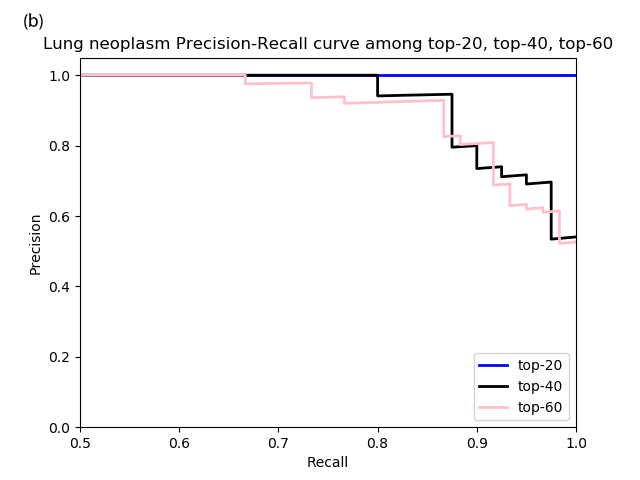 (b)
Lung neoplasm Precision-Recall curve among top-20, top-40, top-60
1.0
0.8
0.6
0.4
0.2
0.0
Precision
0.5 0.6 0.7 0.8 0.9 1.0
Recall
top-20
top-40
top-60